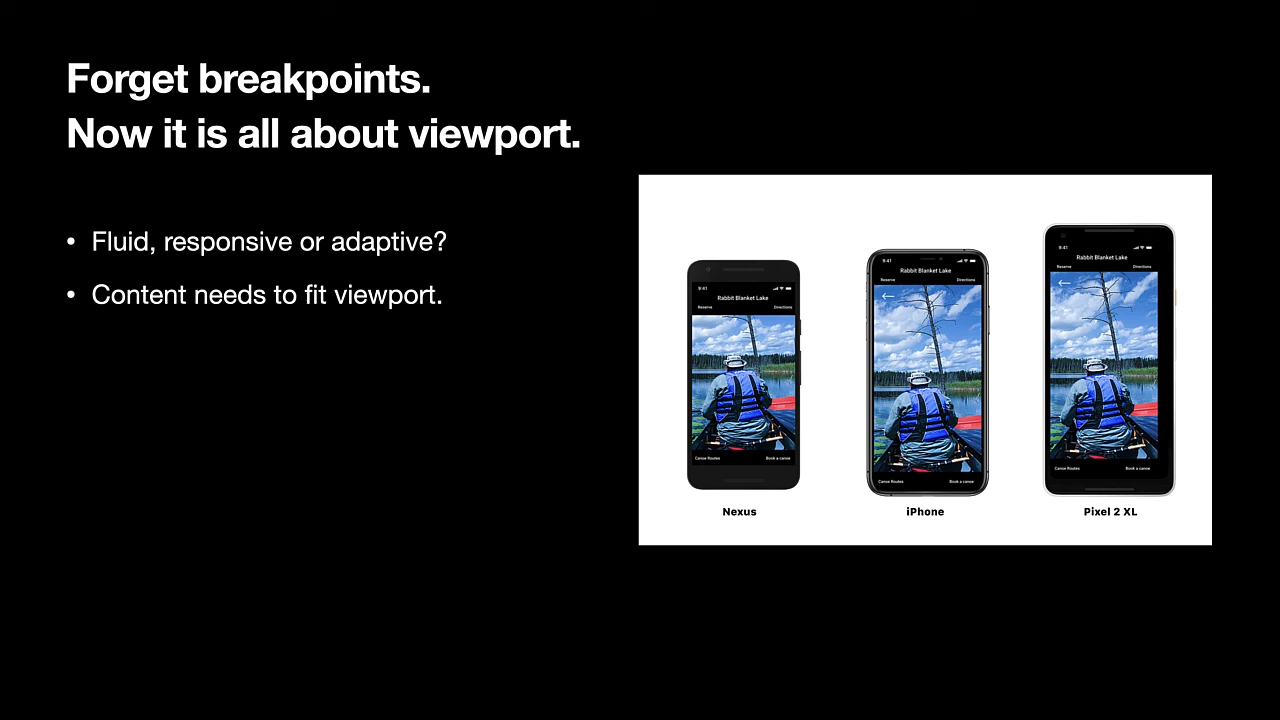 Forget breakpoints.
Now it is all about viewport.
• Fluid, responsive or adaptive?
• Content needs to fit viewport.
9:41
Rabbit Blanket Lake
Reserve
Directions
Canoe Routes
Book a canoe
Nexus
9:41
Rabbit Blanket Lake
Reserve
Directions
Canoe Routes
Book a canoe
iPhone
9:41
Rabbit Blanket Lake
Reserve
Directions
Canoe Routes
Book a canoe
Pixel 2 XL